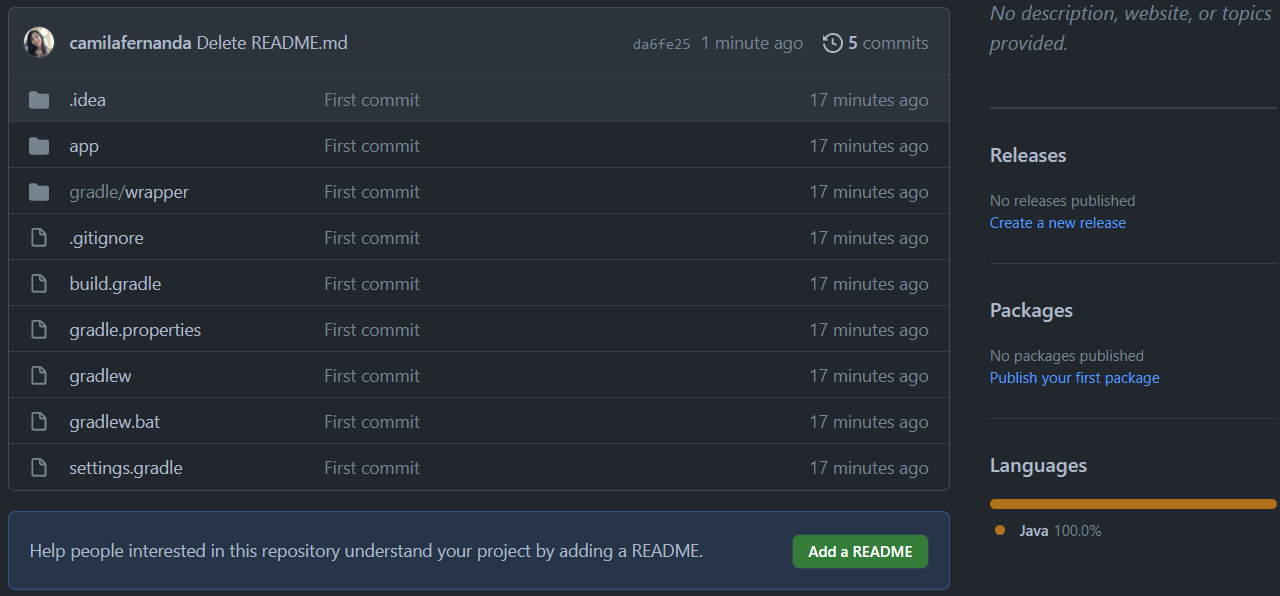 camilafernanda Delete README.md da6fe25 1 minute ago 5 commits
.idea First commit 17 minutes ago
app First commit 17 minutes ago
gradle/wrapper First commit 17 minutes ago
.gitignore First commit 17 minutes ago
build.gradle First commit 17 minutes ago
gradle.properties First commit 17 minutes ago
gradlew First commit 17 minutes ago
gradlew.bat First commit 17 minutes ago
settings.gradle First commit 17 minutes ago
Help people interested in this repository understand your project by adding a README. Add a README
No description, website, or topics
provided.
Releases
No releases published
Create a new release
Packages
No packages published
Publish your first package
Languages
Java 100.0%